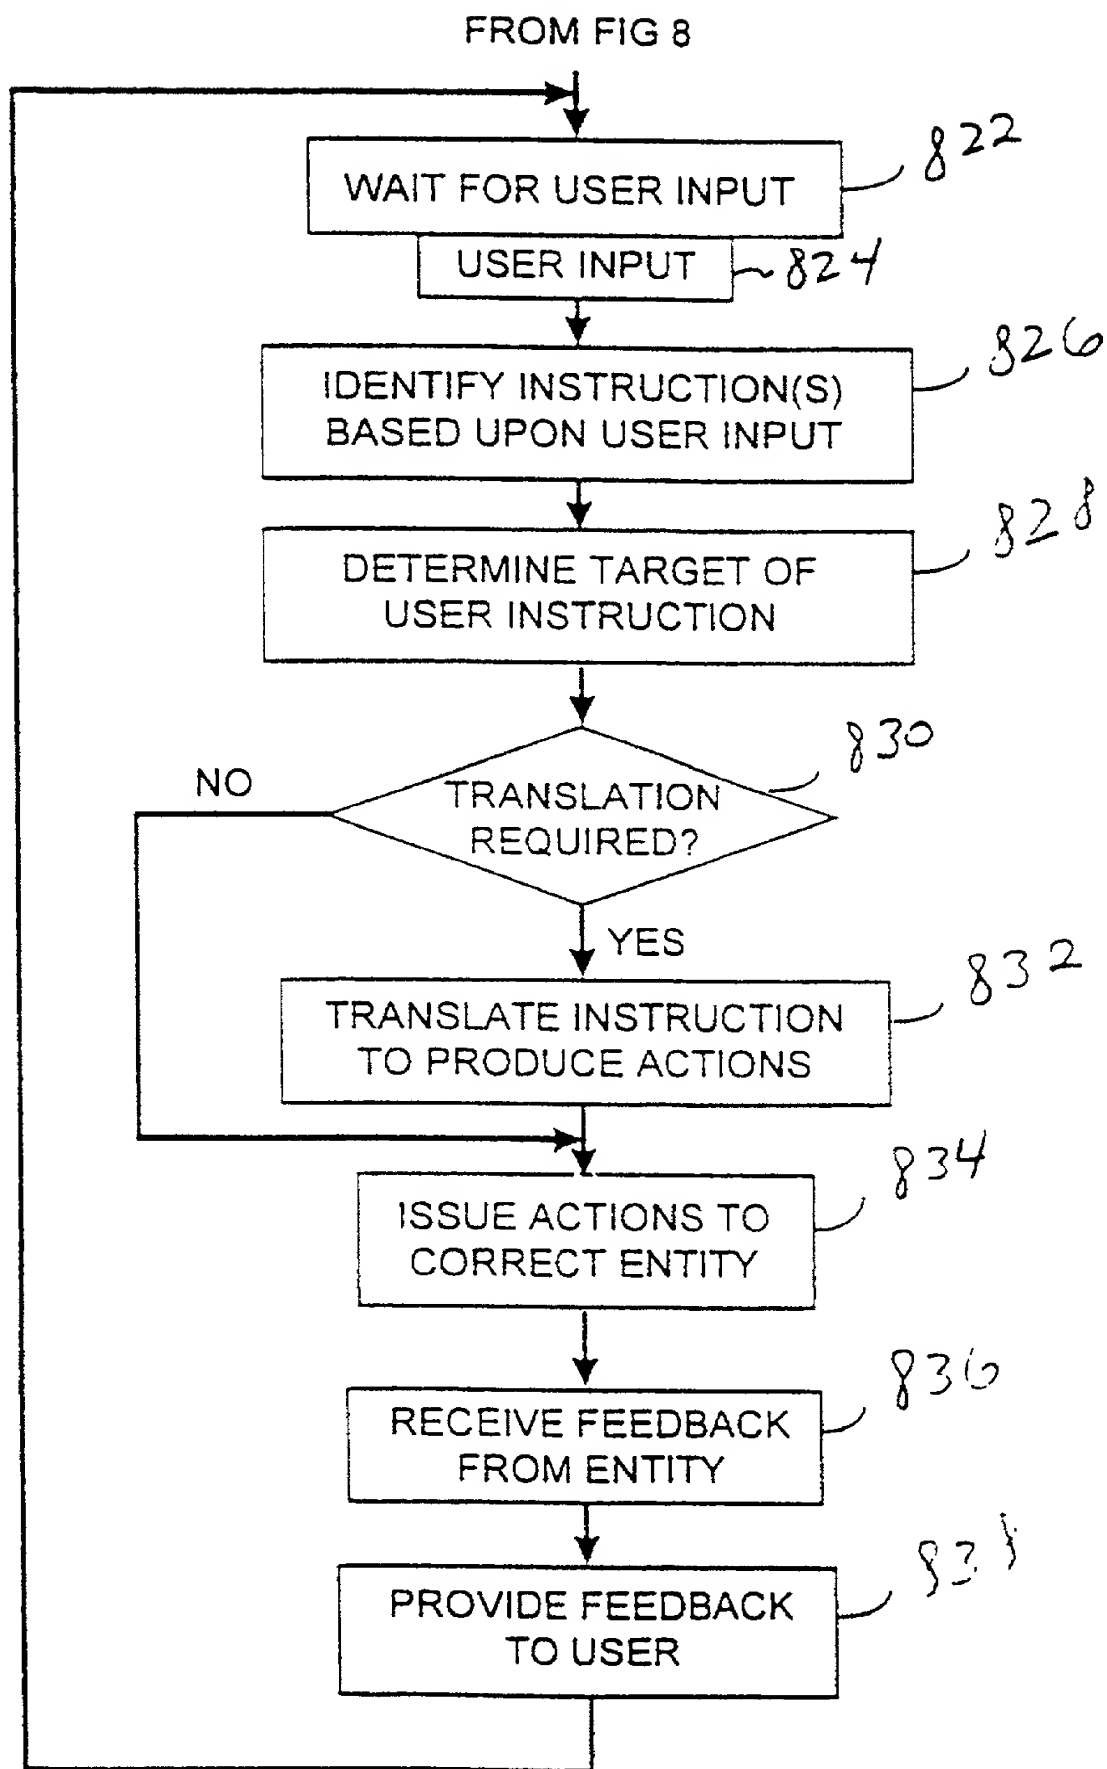 FROM FIG 8
WAIT FOR USER INPUT
822
USER INPUT
824
IDENTIFY INSTRUCTION(S)
BASED UPON USER INPUT
826
DETERMINE TARGET OF
USER INSTRUCTION
828
TRANSLATION
REQUIRED?
830
NO
YES
TRANSLATE INSTRUCTION
TO PRODUCE ACTIONS
832
ISSUE ACTIONS TO
CORRECT ENTITY
834
RECEIVE FEEDBACK
FROM ENTITY
836
PROVIDE FEEDBACK
TO USER